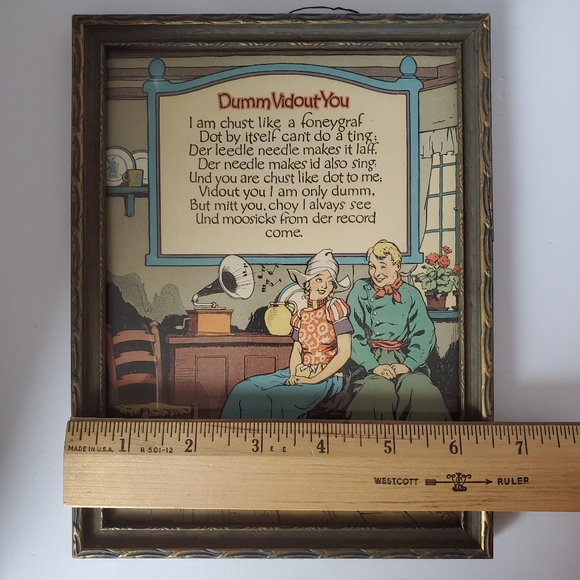 Dumm Vidout You
I am chust like a foneygraf
Dot by itself can't do a ting;
Der leedle needle makes it laff,
Der needle makes id also sing;
Und you are chust like dot to me;
Vidout you I am only dumm,
But mitt you, choy I alvays see
Und moosicks from der record
come.
1 2 3 4 5 6 7
MADE IN U.S.A. R 501-12 E E
WESTCOTT RULER